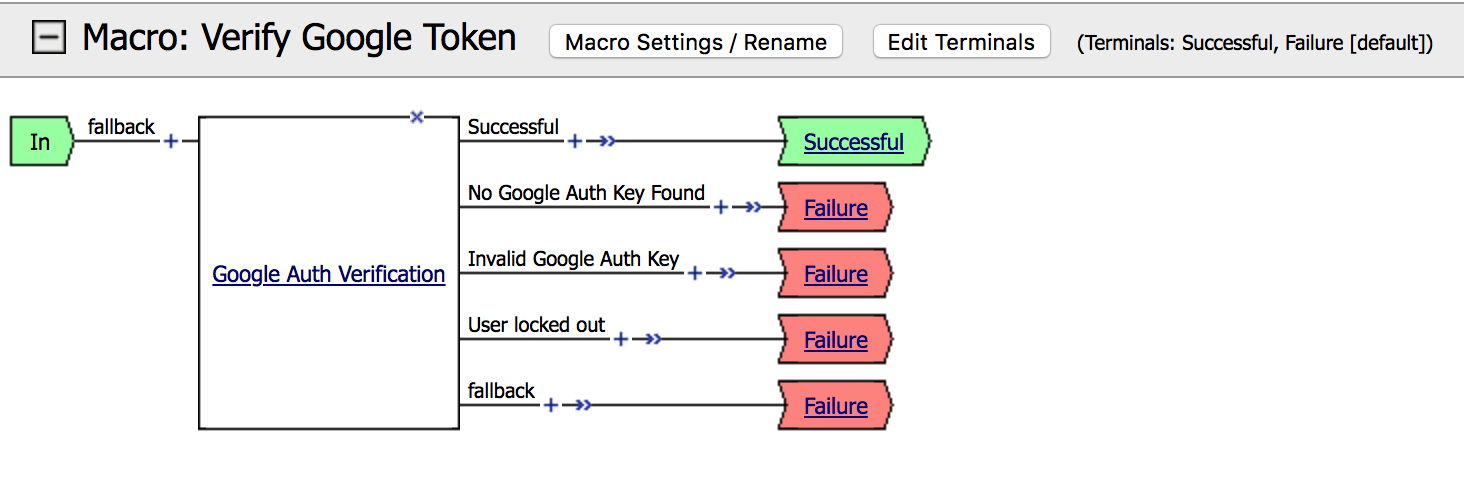 Macro: Verify Google Token Macro Settings / Rename Edit Terminals (Terminals: Successful, Failure [default])
In fallback Successful Successful
No Google Auth Key Found Failure
Google Auth Verification Invalid Google Auth Key Failure
User locked out Failure
fallback Failure